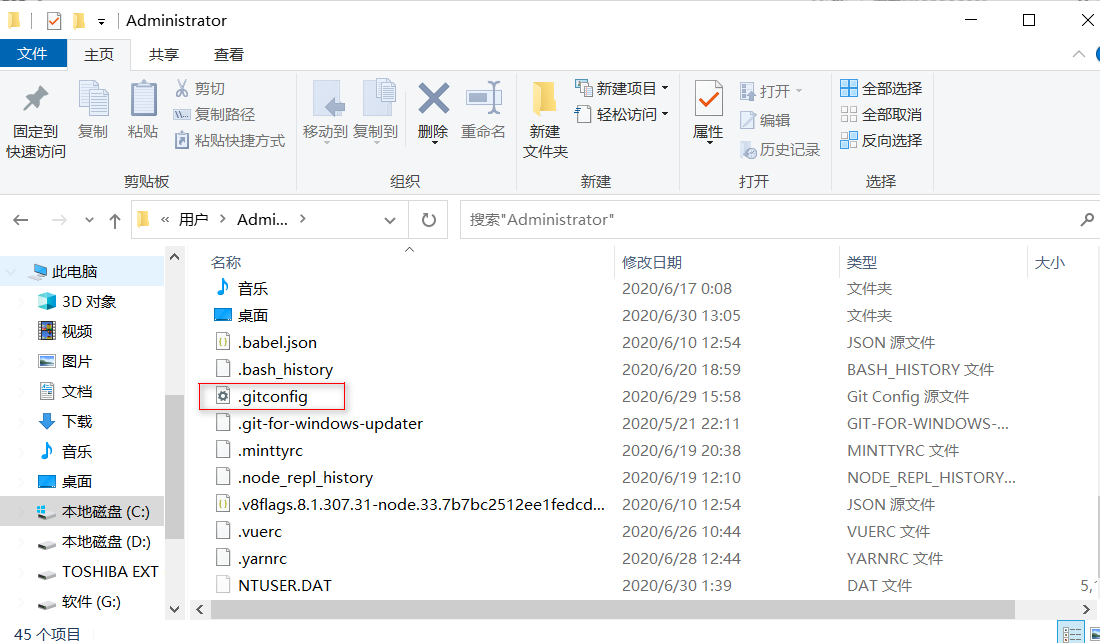 Administrator
文件 主页 共享 查看
固定到
快速访问
复制
粘贴
剪切
复制路径
粘贴快捷方式
剪贴板
移动到 复制到 删除 重命名
组织
新建
文件夹
新建项目
轻松访问
新建
属性
打开
编辑
历史记录
打开
全部选择
全部取消
反向选择
选择
« 用户 > Admi... >
搜索"Administrator"
此电脑
3D 对象
视频
图片
文档
下载
音乐
桌面
本地磁盘 (C:)
本地磁盘 (D:)
TOSHIBA EXT
软件 (G:)
名称 修改日期 类型 大小
音乐 2020/6/17 0:08 文件夹
桌面 2020/6/30 13:05 文件夹
.babel.json 2020/6/10 12:54 JSON 源文件
.bash_history 2020/6/20 18:59 BASH_HISTORY 文件
.gitconfig 2020/6/29 15:58 Git Config 源文件
.git-for-windows-updater 2020/5/21 22:11 GIT-FOR-WINDOWS-...
.minttyrc 2020/6/19 20:38 MINTTYRC 文件
.node_repl_history 2020/6/19 12:10 NODE_REPL_HISTORY...
.v8flags.8.1.307.31-node.33.7b7bc2512ee1fedcd... 2020/6/10 12:54 JSON 源文件
.vuerc 2020/6/26 10:44 VUERC 文件
.yarnrc 2020/6/28 12:44 YARNRC 文件
NTUSER.DAT 2020/6/30 1:39 DAT 文件
45 个项目